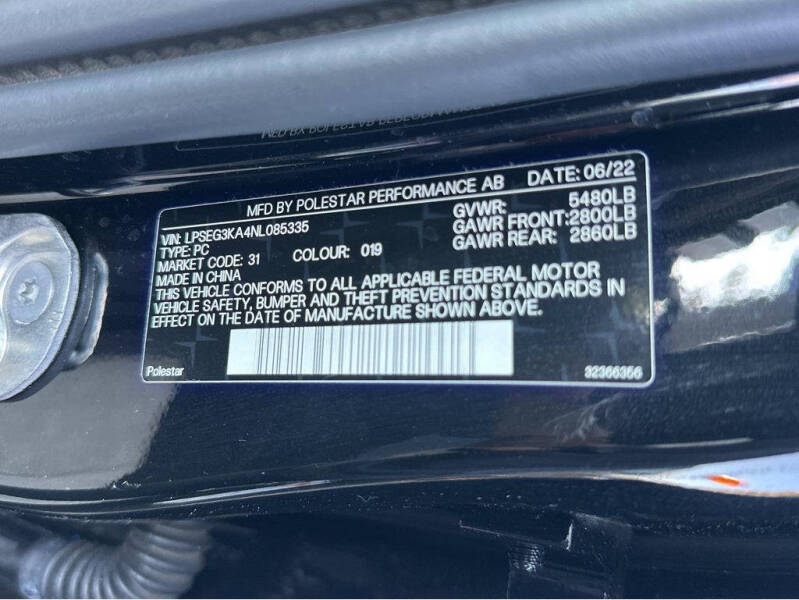 MFD BY POLESTAR PERFORMANCE AB DATE: 06/22
VIN: LPSEG3KA4NL085335 GVWR: 5480LB
TYPE: PC GAWR FRONT:2800LB
MARKET CODE: 31 COLOUR: 019 GAWR REAR: 2860LB
MADE IN CHINA
THIS VEHICLE CONFORMS TO ALL APPLICABLE FEDERAL MOTOR
VEHICLE SAFETY, BUMPER AND THEFT PREVENTION STANDARDS IN
EFFECT ON THE DATE OF MANUFACTURE SHOWN ABOVE.
Polestar 32366356